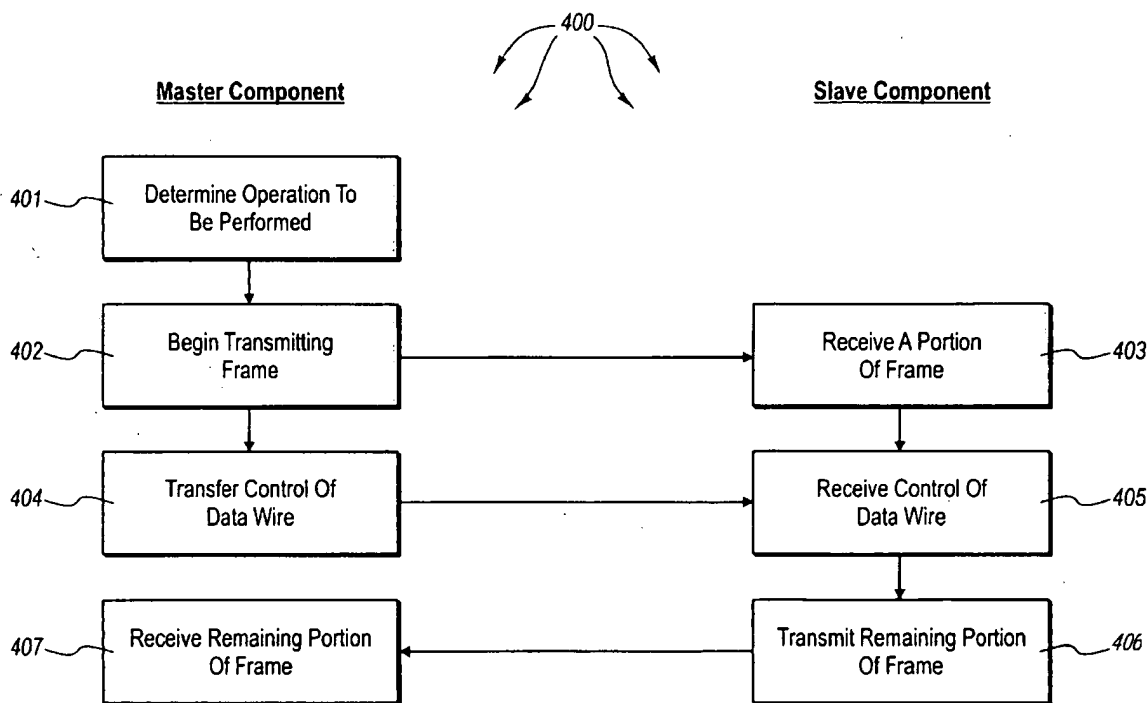 400
Master Component
Slave Component
401
Determine Operation To
Be Performed
402
Begin Transmitting
Frame
Receive A Portion
Of Frame
403
404
Transfer Control Of
Data Wire
Receive Control Of
Data Wire
405
407
Receive Remaining Portion
Of Frame
Transmit Remaining Portion
Of Frame
406